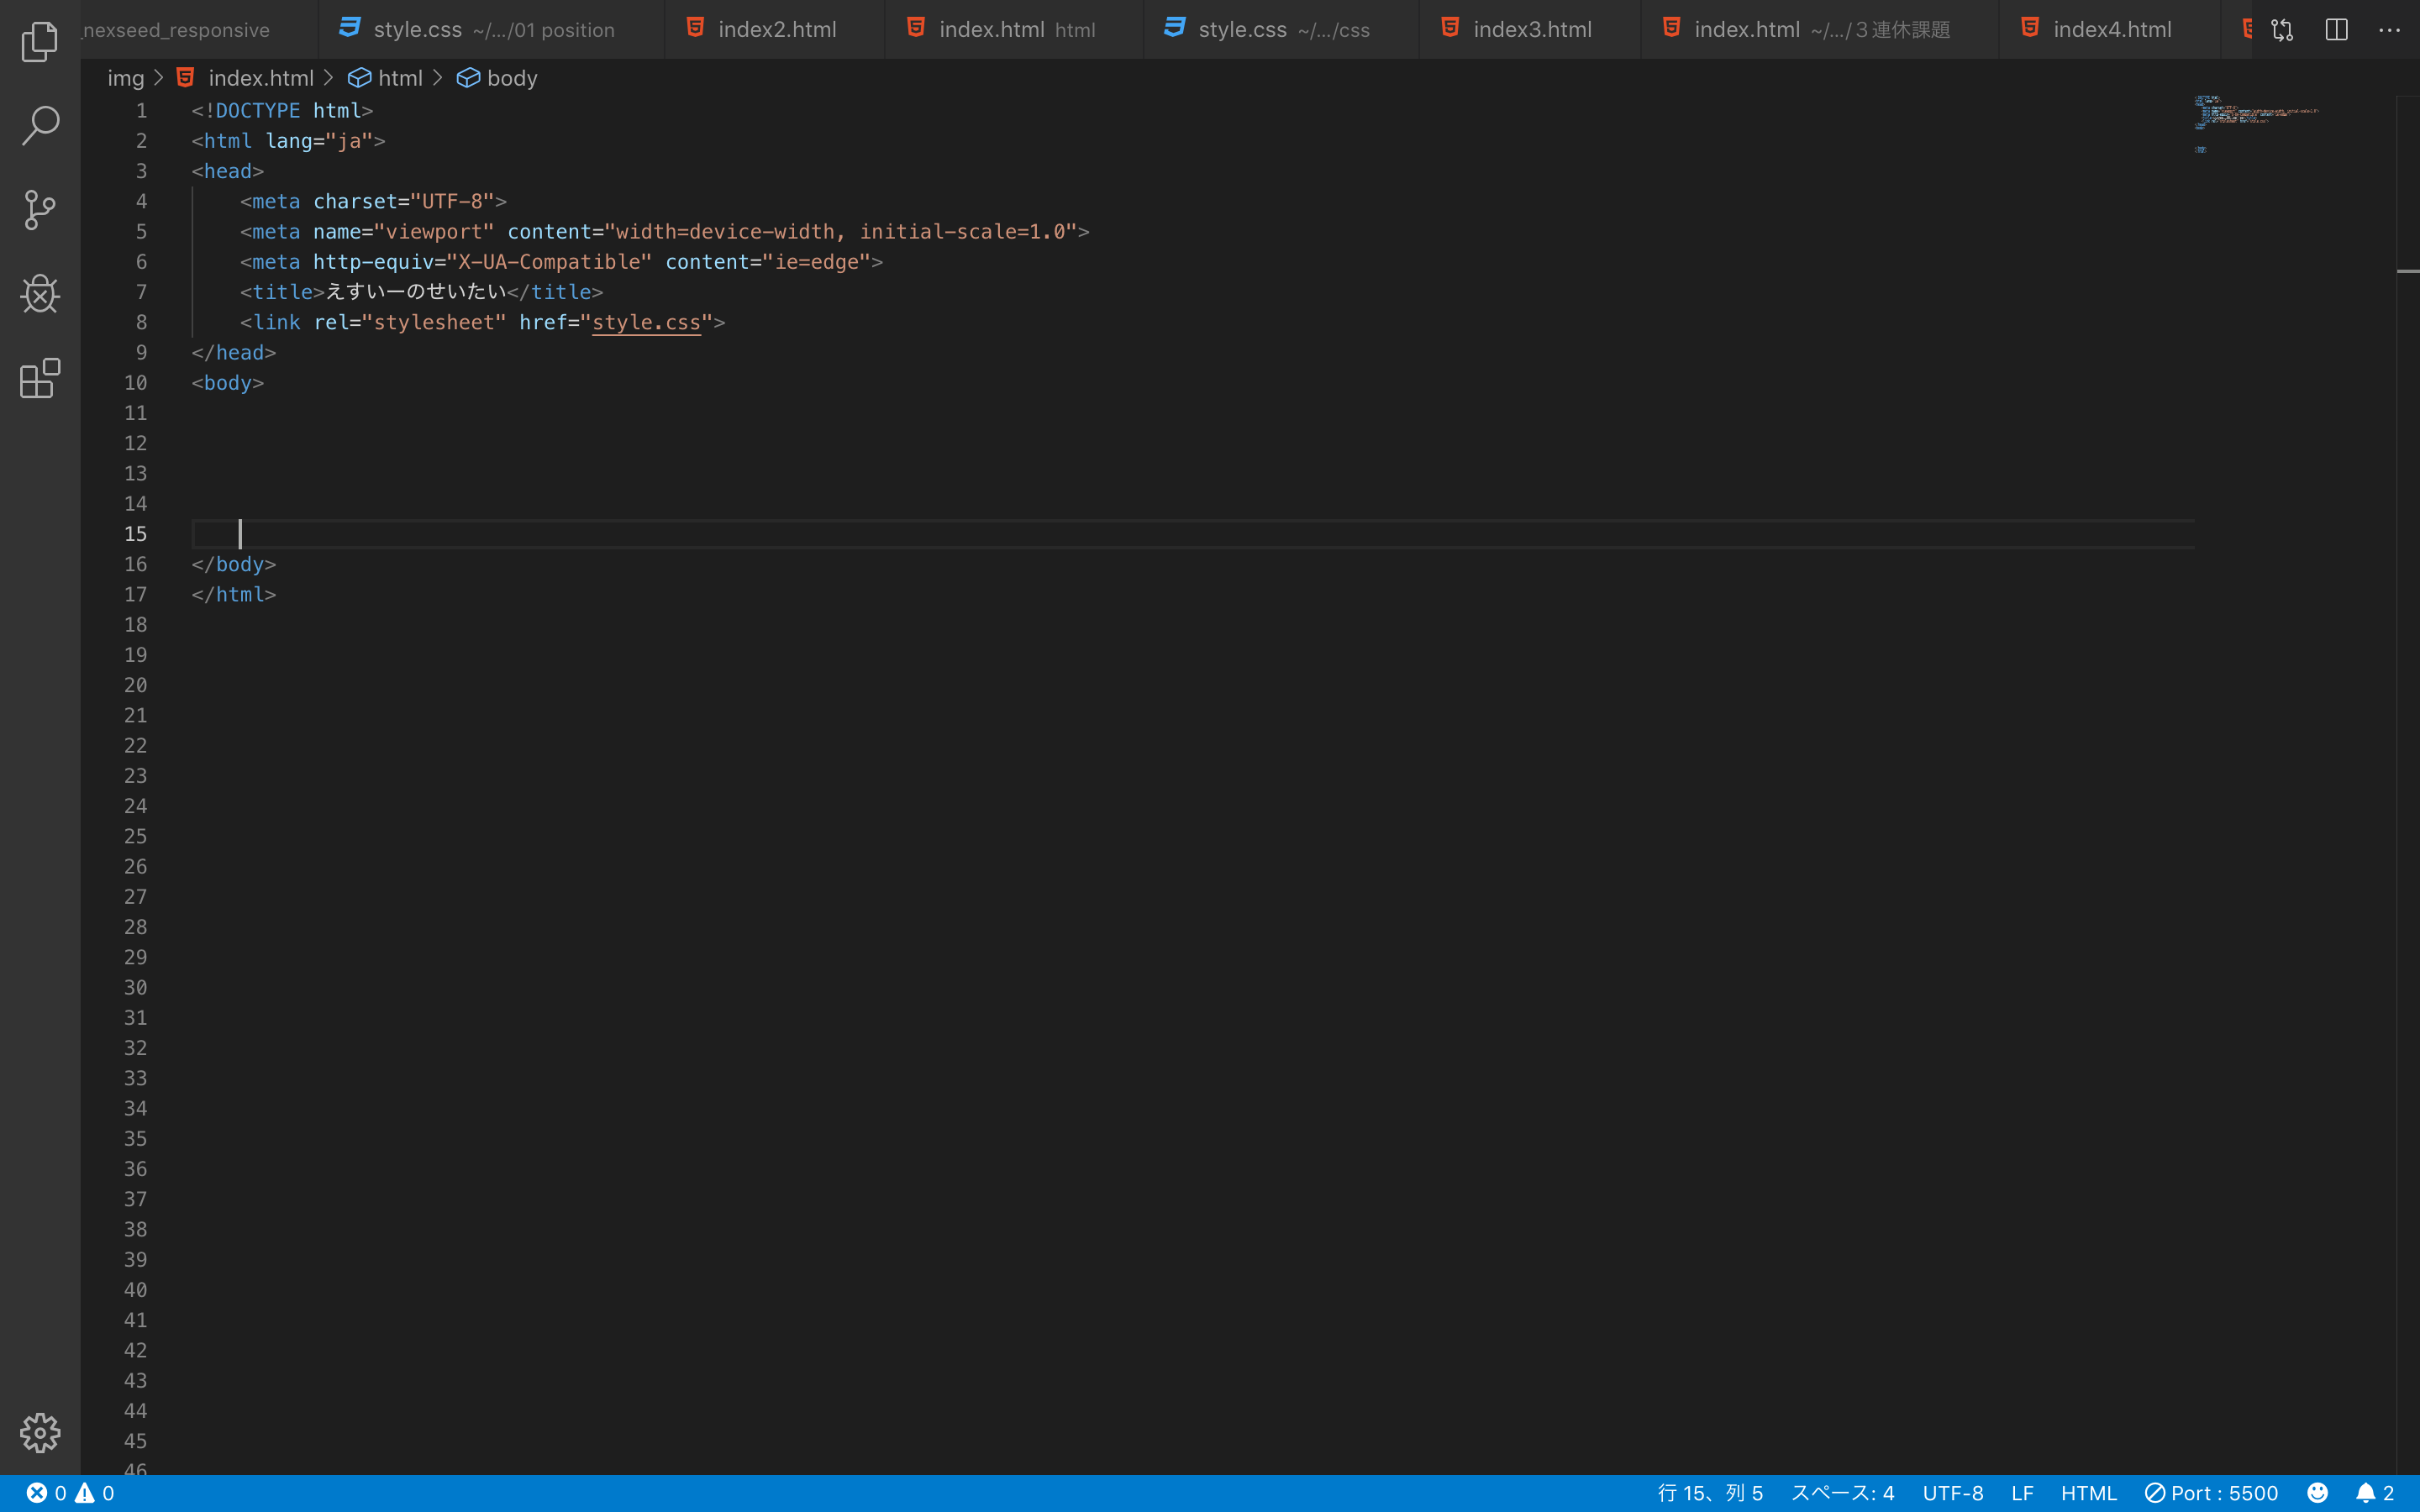 _nexseed_responsive style.css ~/.../01 position index2.html index.html html style.css ~/.../css index3.html index.html ~/.../３連休課題 index4.html
img > index.html > html > body
1 <!DOCTYPE html>
2 <html lang="ja">
3 <head>
4 <meta charset="UTF-8">
5 <meta name="viewport" content="width=device-width, initial-scale=1.0">
6 <meta http-equiv="X-UA-Compatible" content="ie=edge">
7 <title>えすいーのせいたい</title>
8 <link rel="stylesheet" href="style.css">
9 </head>
10 <body>
11
12
13
14
15
16 </body>
17 </html>
18
19
20
21
22
23
24
25
26
27
28
29
30
31
32
33
34
35
36
37
38
39
40
41
42
43
44
45
46
0 0 行 15、列 5 スペース: 4 UTF-8 LF HTML Port : 5500 2